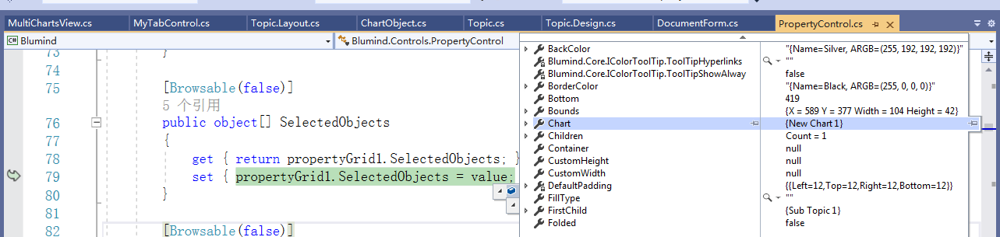 MultiChartsView.cs MyTabControl.cs Topic.Layout.cs ChartObject.cs Topic.cs Topic.Design.cs DocumentForm.cs PropertyControl.cs
C# Blumind Blumind.Controls.PropertyControl
73 }
74
75 [Browsable(false)]
5 个引用
76 public object[] SelectedObjects
77 {
78 get { return propertyGrid1.SelectedObjects; }
79 set { propertyGrid1.SelectedObjects = value;
80 }
81
82 [Browsable(false)]
BackColor "{Name=Silver, ARGB=(255, 192, 192, 192)}"
Blumind.Core.IColorToolTip.ToolTipHyperlinks ""
Blumind.Core.IColorToolTip.ToolTipShowAlway false
BorderColor "{Name=Black, ARGB=(255, 0, 0, 0)}"
Bottom 419
Bounds {X = 589 Y = 377 Width = 104 Height = 42}
Chart {New Chart 1}
Children Count = 1
Container null
CustomHeight null
CustomWidth null
DefaultPadding {{Left=12,Top=12,Right=12,Bottom=12}}
FillType ""
FirstChild {Sub Topic 1}
Folded false